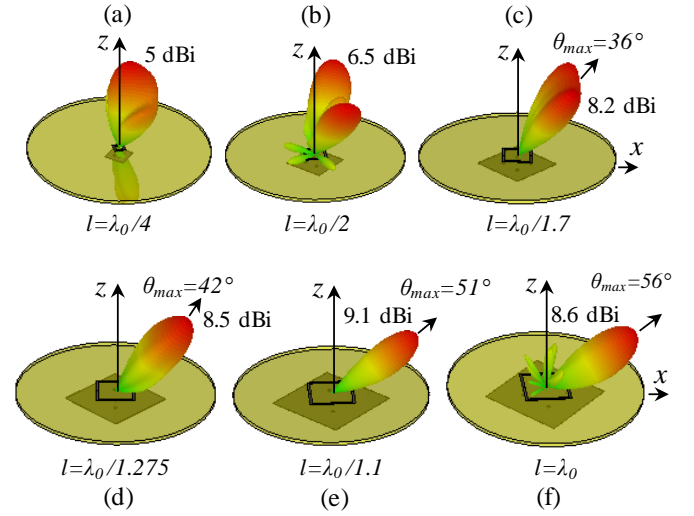 (a) (b) (c)
z 5 dBi z 6.5 dBi z θmax=36°
8.2 dBi
x
l=λ0/4 l=λ0/2 l=λ0/1.7
z θmax=42° z θmax=51° z θmax=56°
8.5 dBi 9.1 dBi 8.6 dBi
x
l=λ0/1.275 l=λ0/1.1 l=λ0
(d) (e) (f)